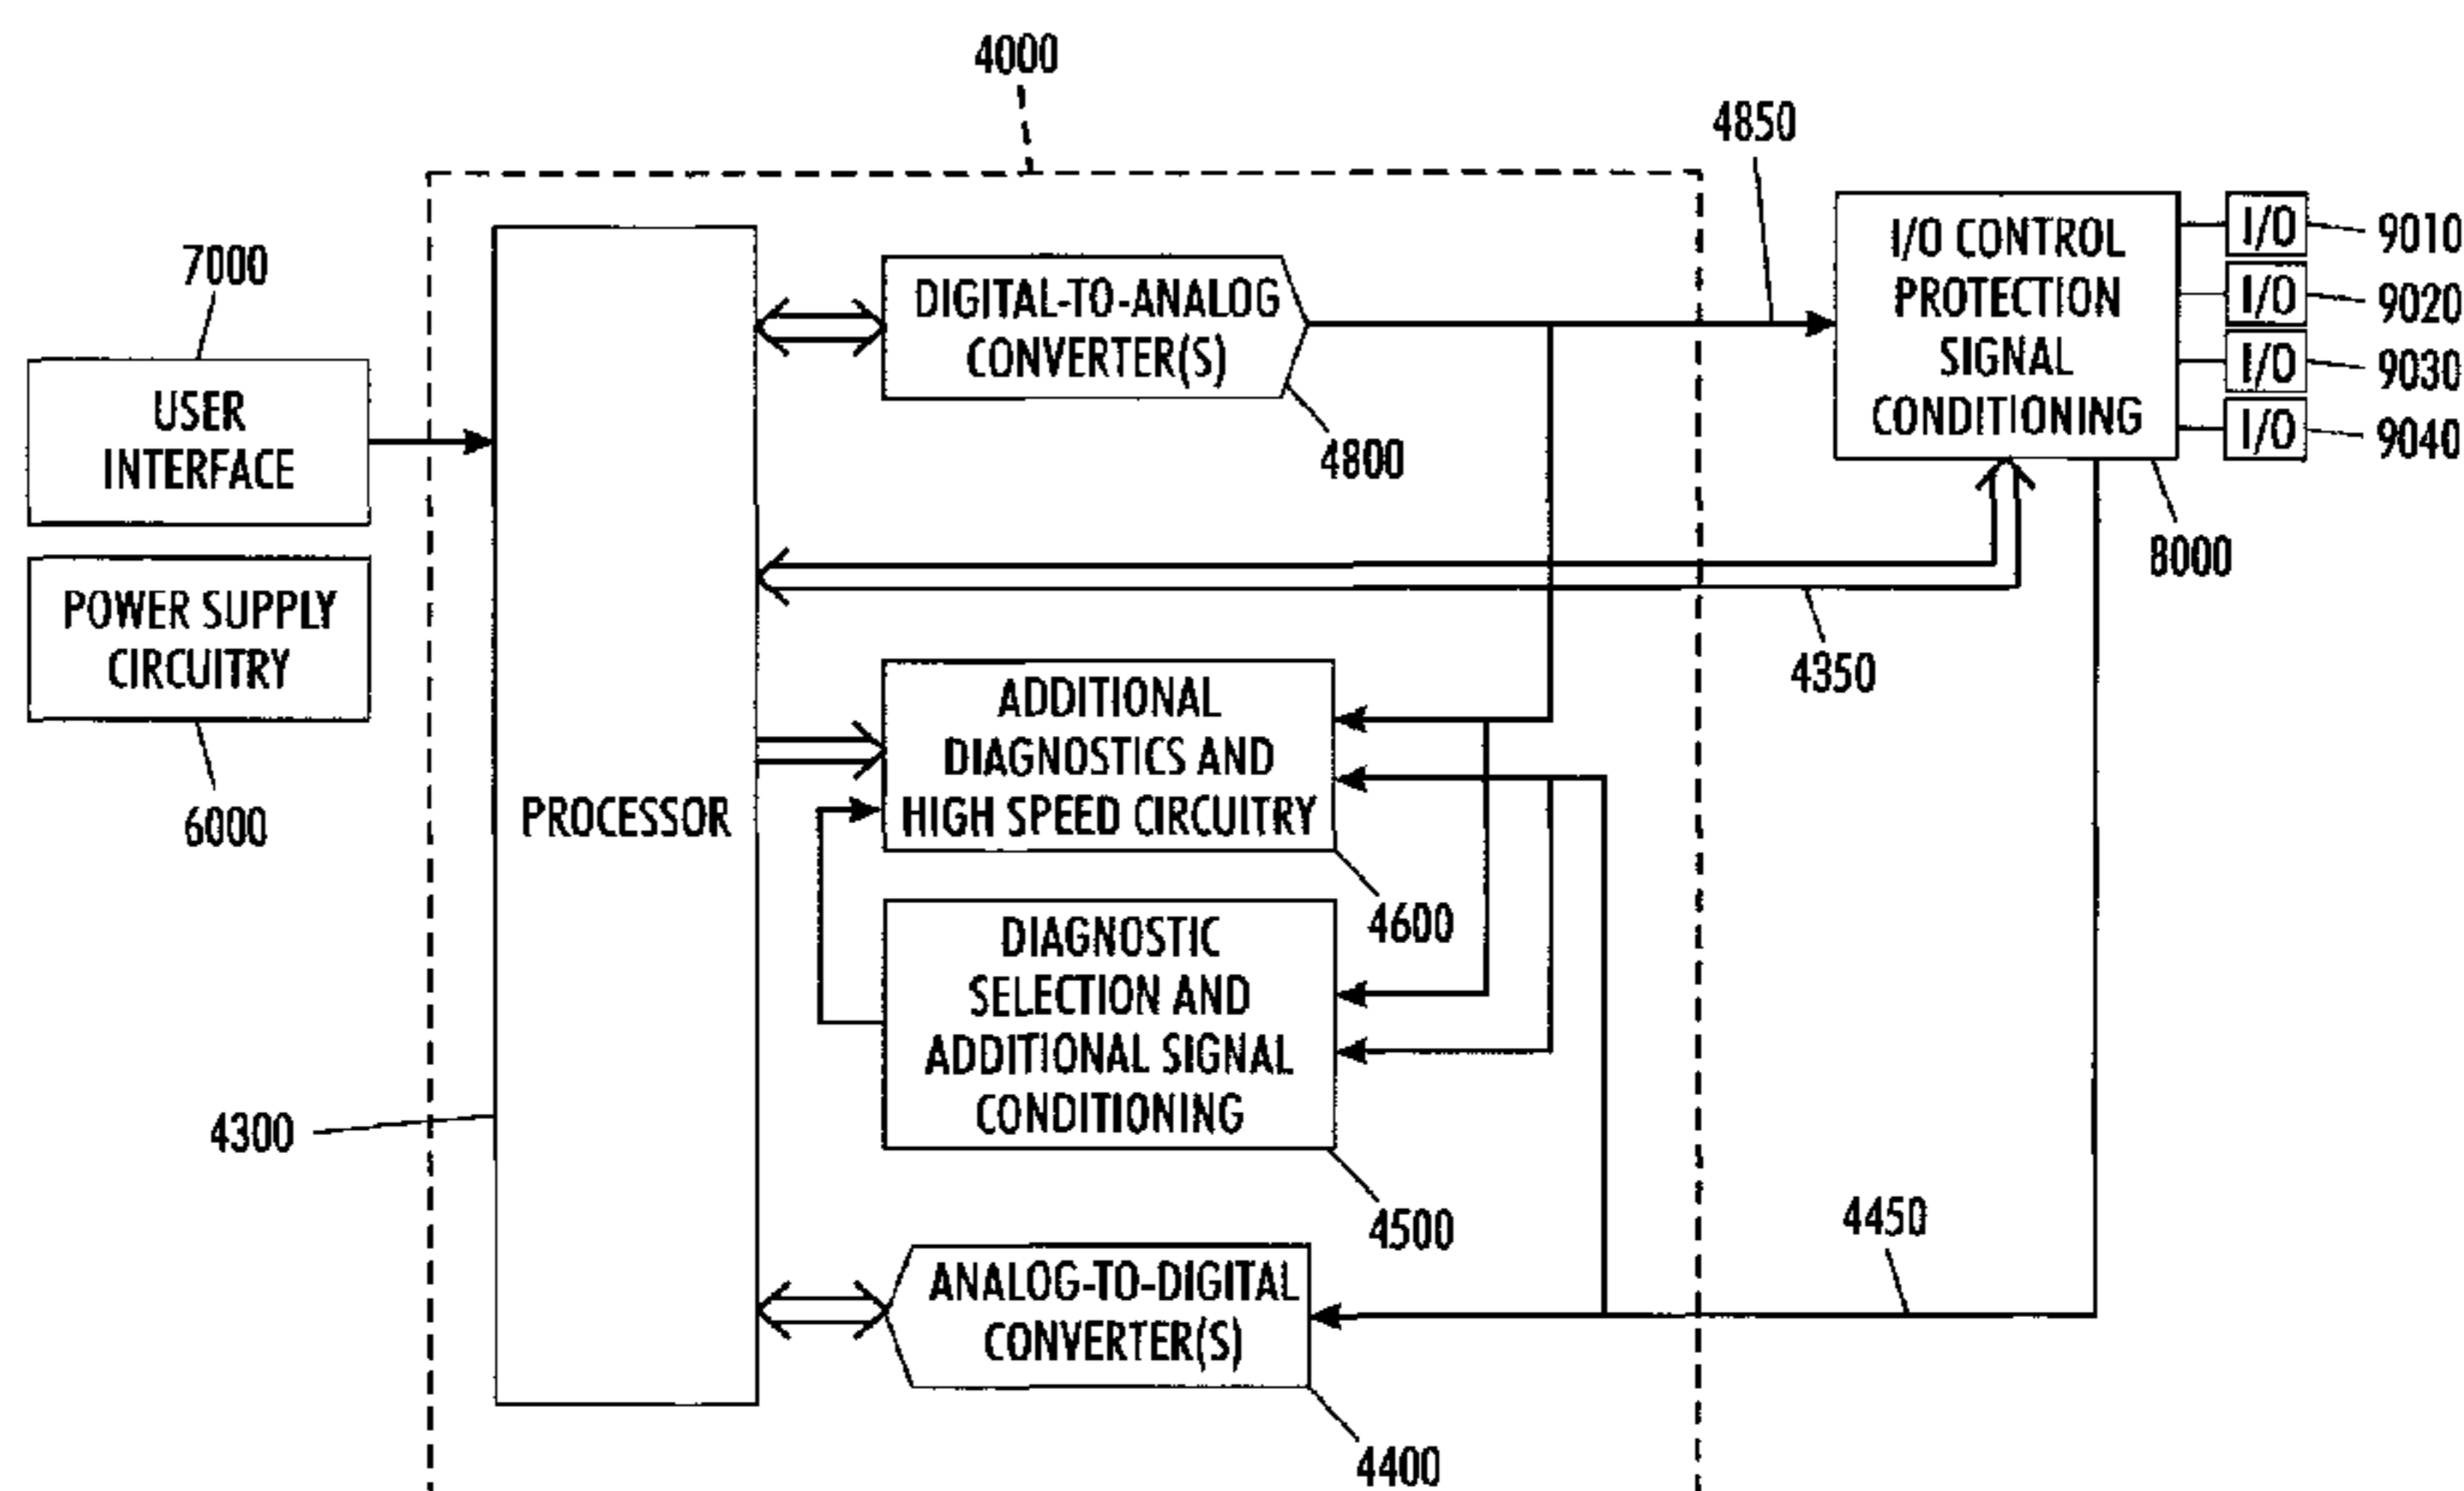 4000
4850
7000
USER
INTERFACE
POWER SUPPLY
CIRCUITRY
6000
4300
PROCESSOR
DIGITAL-TO-ANALOG
CONVERTER(S)
4800
I/O CONTROL
PROTECTION
SIGNAL
CONDITIONING
8000
I/O
9010
I/O
9020
I/O
9030
I/O
9040
4350
ADDITIONAL
DIAGNOSTICS AND
HIGH SPEED CIRCUITRY
4600
DIAGNOSTIC
SELECTION AND
ADDITIONAL SIGNAL
CONDITIONING
4500
4450
ANALOG-TO-DIGITAL
CONVERTER(S)
4400